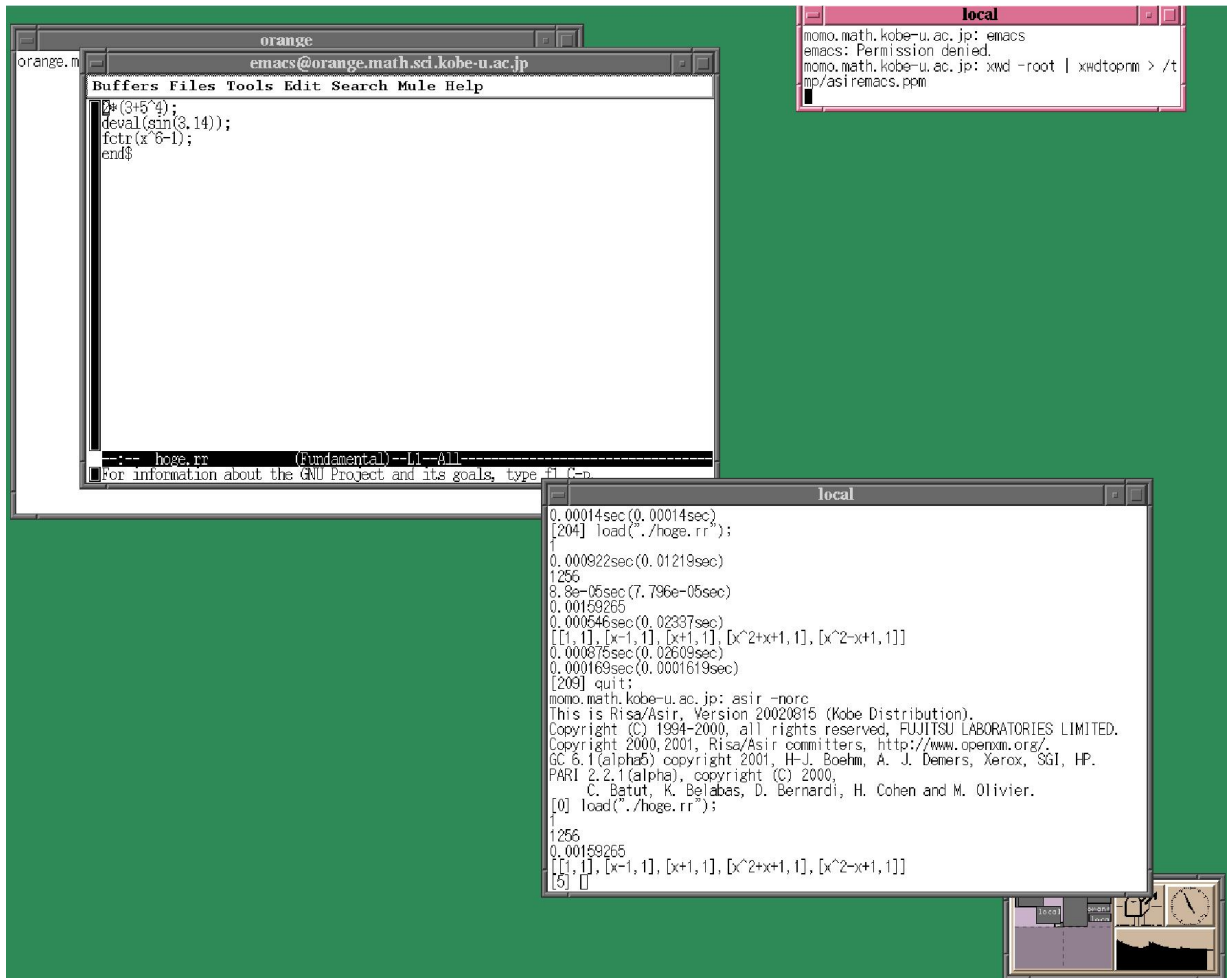 orange
orange.m
emacs@orange.math.sci.kobe-u.ac.jp
Buffers Files Tools Edit Search Mule Help
2*(3+5^4);
deval(sin(3.14));
fctr(x^6-1);
end$
--:-- hoge.rr (Fundamental)--L1--All
For information about the GNU Project and its goals, type f1 C-p.
local
momo.math.kobe-u.ac.jp: emacs
emacs: Permission denied.
momo.math.kobe-u.ac.jp: xwd -root | xwdtopnm > /t
mp/asiremacs.ppm
local
0.00014sec(0.00014sec)
[204] load("./hoge.rr");
1
0.000922sec(0.01219sec)
1256
8.8e-05sec(7.796e-05sec)
0.00159265
0.000546sec(0.02337sec)
[[1,1],[x-1,1],[x+1,1],[x^2+x+1,1],[x^2-x+1,1]]
0.000875sec(0.02609sec)
0.000169sec(0.0001619sec)
[209] quit;
momo.math.kobe-u.ac.jp: asir -norc
This is Risa/Asir, Version 20020815 (Kobe Distribution).
Copyright (C) 1994-2000, all rights reserved, FUJITSU LABORATORIES LIMITED.
Copyright 2000,2001, Risa/Asir committers, http://www.openxm.org/.
GC 6.1(alpha5) copyright 2001, H-J. Boehm, A. J. Demers, Xerox, SGI, HP.
PARI 2.2.1(alpha), copyright (C) 2000,
C. Batut, K. Belabas, D. Bernardi, H. Cohen and M. Olivier.
[0] load("./hoge.rr");
1
1256
0.00159265
[[1,1],[x-1,1],[x+1,1],[x^2+x+1,1],[x^2-x+1,1]]
[5]
local